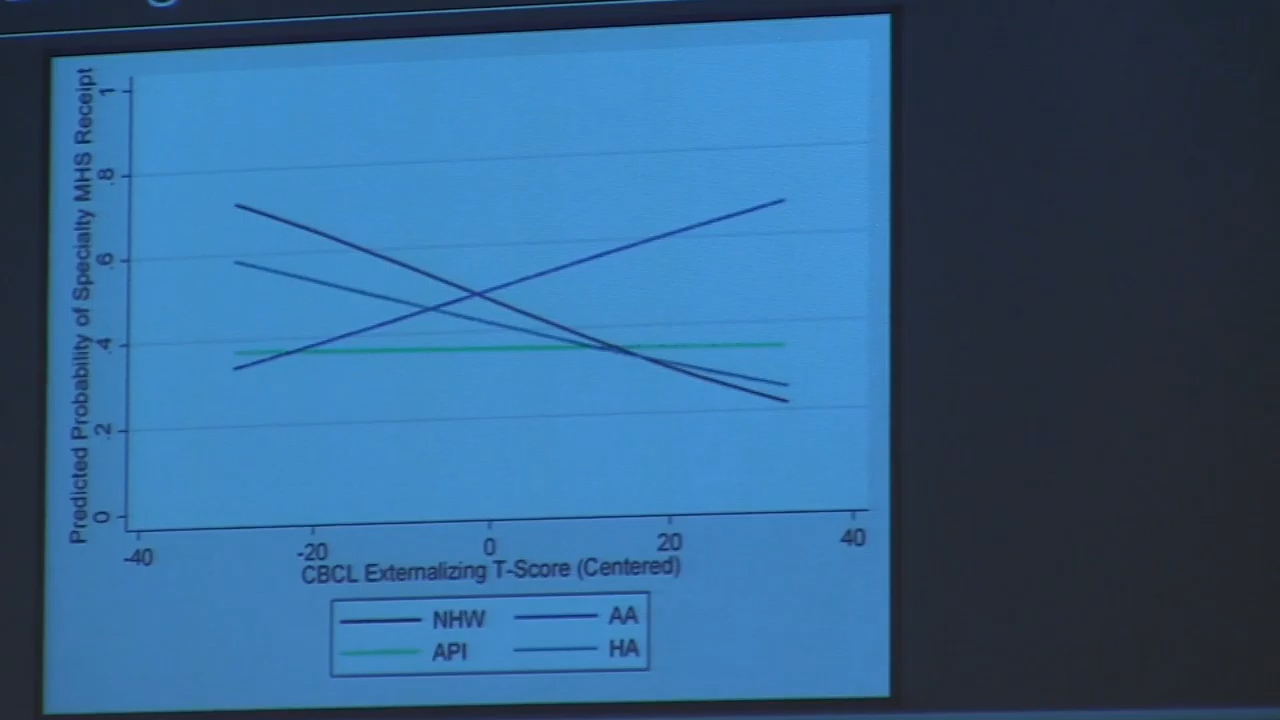 Predicted Probability of Specialty MHS Receipt
1
.8
.6
.4
.2
0
-40 -20 0 20 40
CBCL Externalizing T-Score (Centered)
NHW AA
API HA